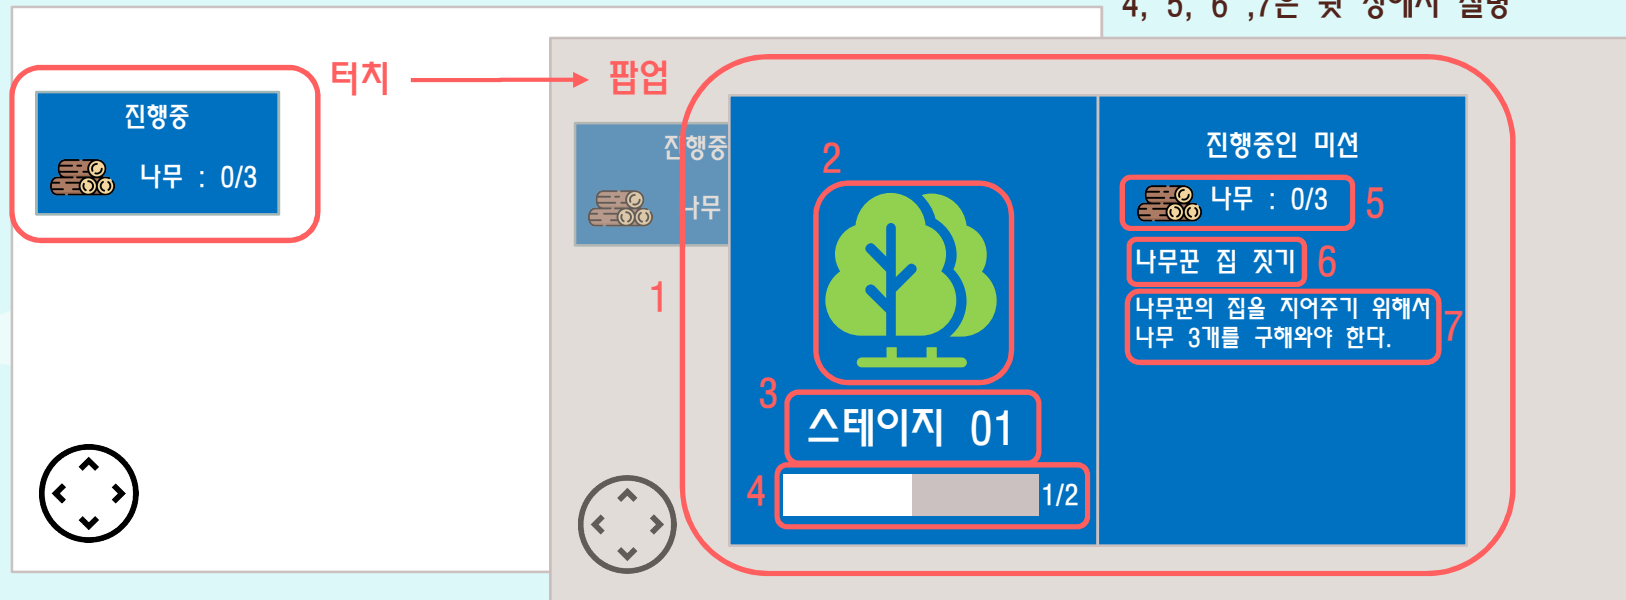 4, 5, 6 ,7은 뒷 장에서 설명
터치
팝업
진행중
나무 : 0/3
진행중
나무
1
2
3
스테이지 01
4
1/2
진행중인 미션
나무 : 0/3
5
나무꾼 집 짓기
6
나무꾼의 집을 지어주기 위해서
나무 3개를 구해와야 한다.
7